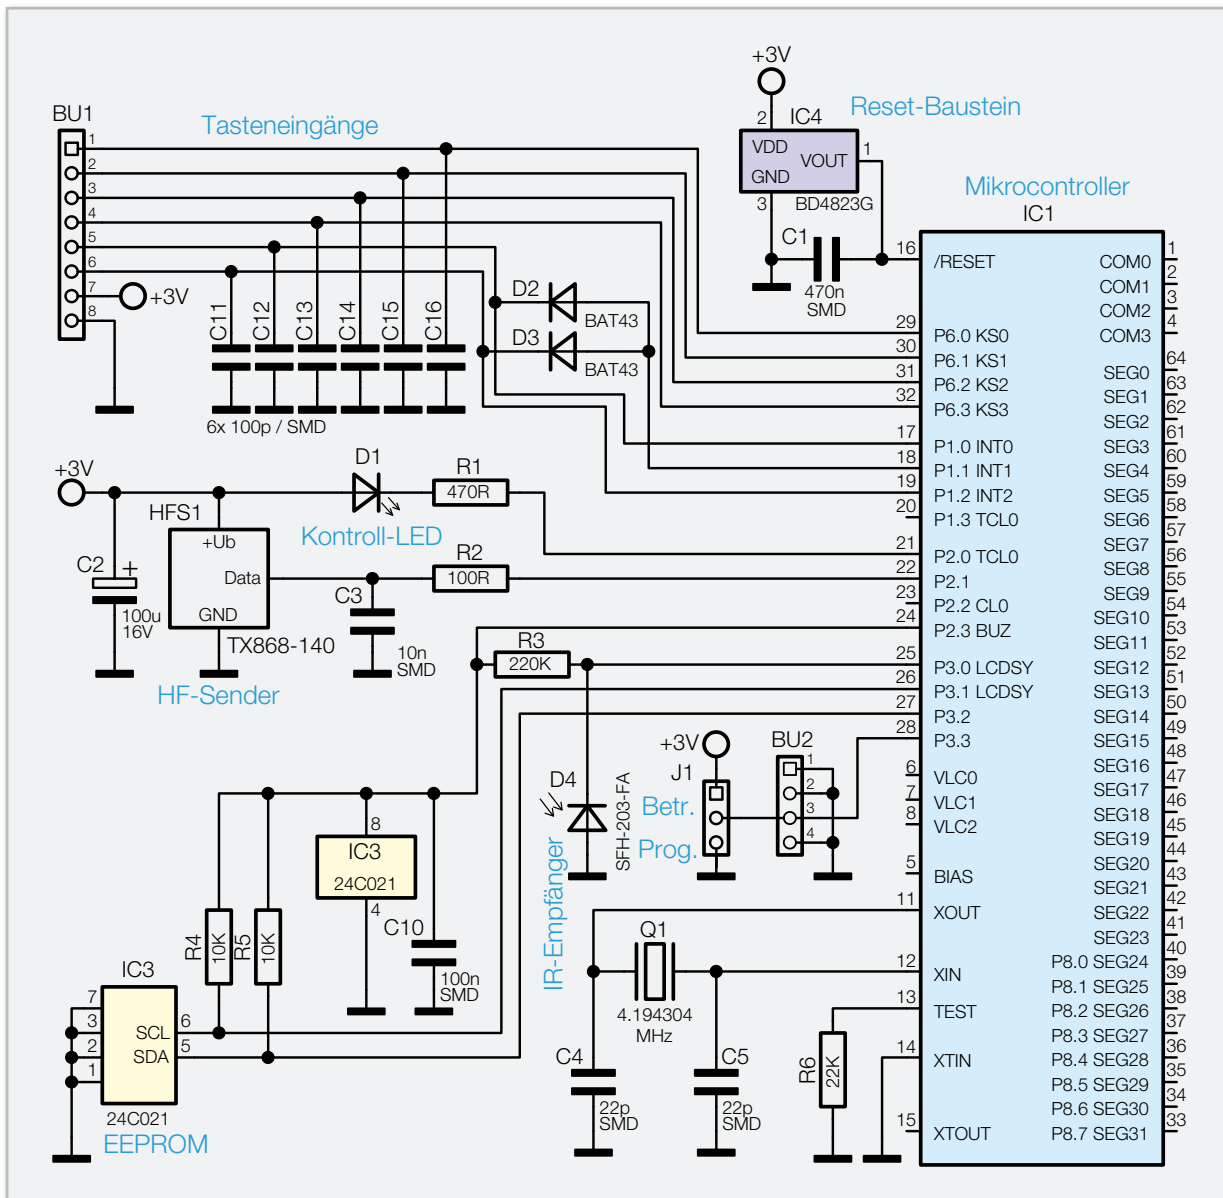 +3V
BU1
Tasteneingänge
Reset-Baustein
2
IC4
VDD
VOUT
1
GND
3
BD4823G
Mikrocontroller
IC1
1
2
3
4
5
6
7
8
+3V
C11
C12
C13
C14
C15
C16
6x 100p / SMD
D2
BAT43
D3
BAT43
C1
470n
SMD
16
/RESET
29
P6.0 KS0
30
P6.1 KS1
31
P6.2 KS2
32
P6.3 KS3
17
P1.0 INT0
18
P1.1 INT1
19
P1.2 INT2
20
P1.3 TCL0
21
P2.0 TCL0
22
P2.1
23
P2.2 CL0
24
P2.3 BUZ
25
P3.0 LCDSY
26
P3.1 LCDSY
27
P3.2
28
P3.3
6
VLC0
7
VLC1
8
VLC2
5
BIAS
11
XOUT
12
XIN
13
TEST
14
XTIN
15
XTOUT
COM0
1
COM1
2
COM2
3
COM3
4
SEG0
64
SEG1
63
SEG2
62
SEG3
61
SEG4
60
SEG5
59
SEG6
58
SEG7
57
SEG8
56
SEG9
55
SEG10
54
SEG11
53
SEG12
52
SEG13
51
SEG14
50
SEG15
49
SEG16
48
SEG17
47
SEG18
46
SEG19
45
SEG20
44
SEG21
43
SEG22
42
SEG23
41
P8.0 SEG24
40
P8.1 SEG25
39
P8.2 SEG26
38
P8.3 SEG27
37
P8.4 SEG28
36
P8.5 SEG29
35
P8.6 SEG30
34
P8.7 SEG31
33
+3V
D1
R1
470R
Kontroll-LED
HFS1
+Ub
Data
GND
TX868-140
HF-Sender
C2
+
100u
16V
R2
100R
C3
10n
SMD
R3
220K
D4
SFH-203-FA
IR-Empfänger
+3V
J1
Betr.
Prog.
BU2
1
2
3
4
8
IC3
24C021
4
C10
100n
SMD
R4
10K
R5
10K
IC3
7
3
2
1
SCL
6
SDA
5
24C021
EEPROM
Q1
4.194304
MHz
C4
22p
SMD
C5
22p
SMD
R6
22K